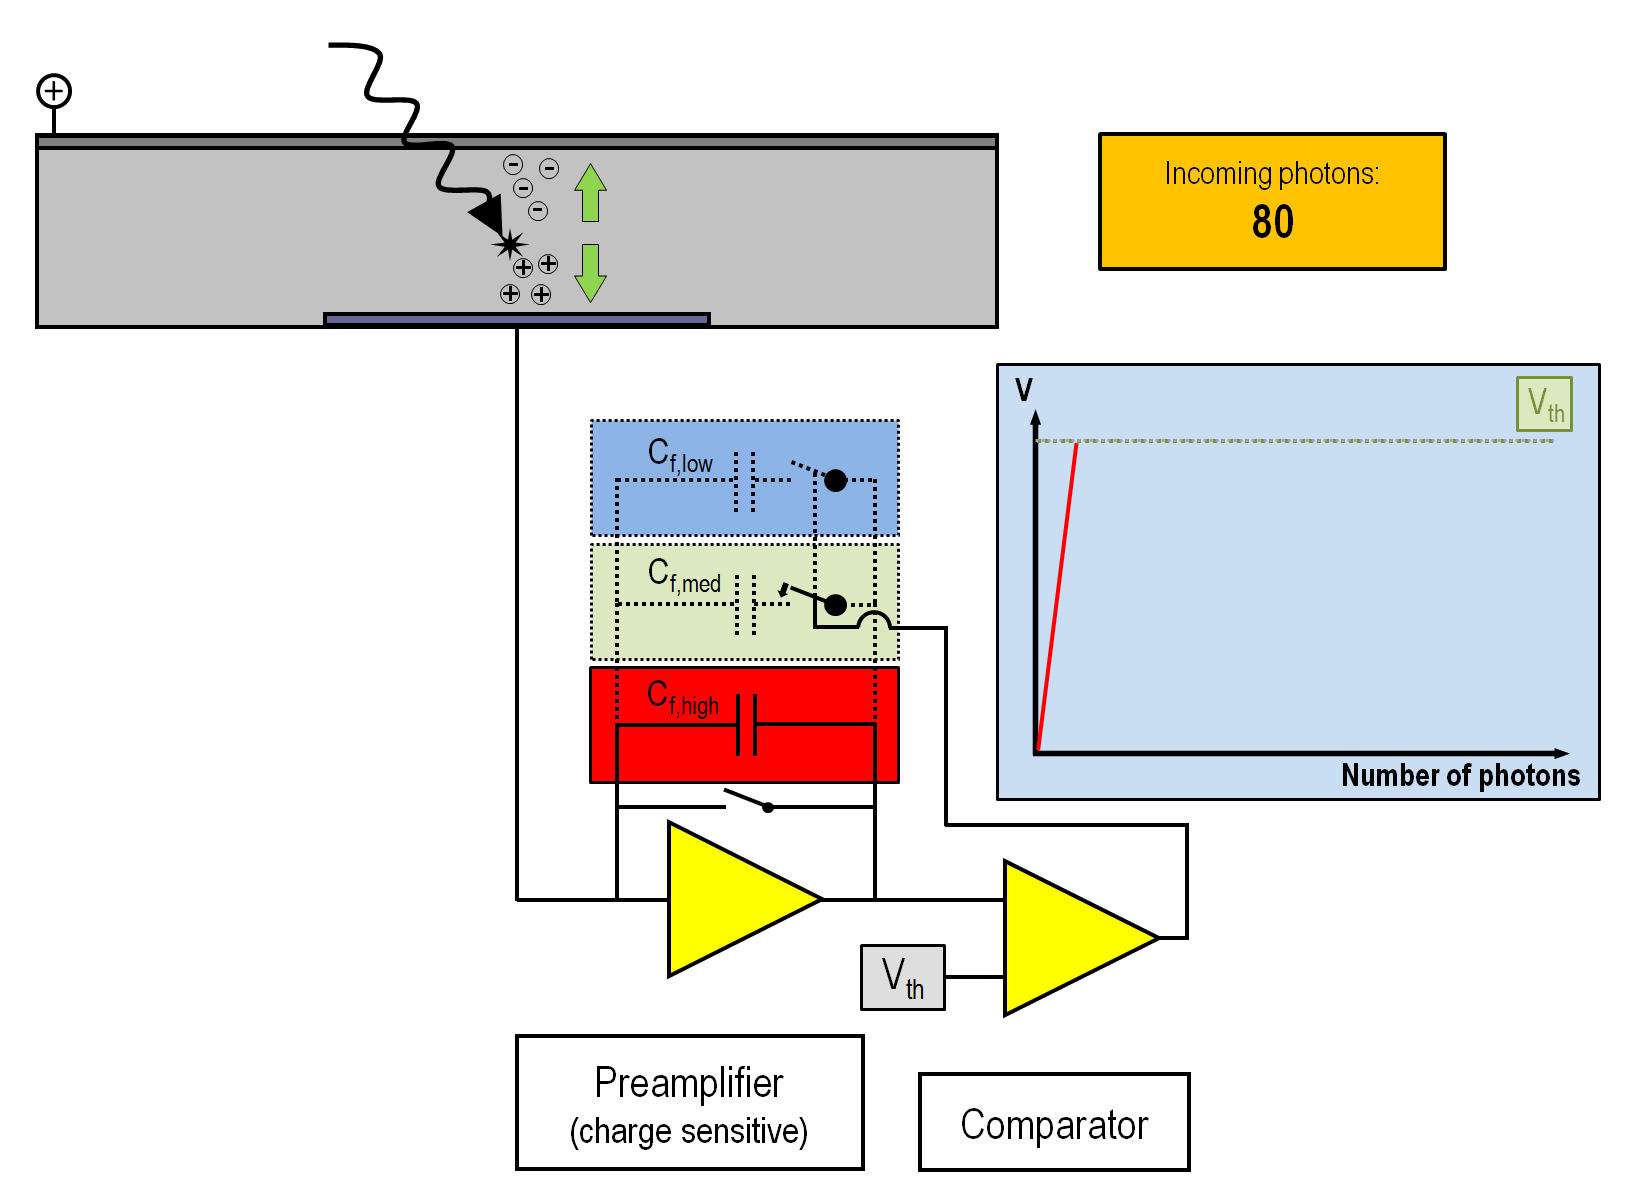 Incoming photons:
80
V
Vth
Cf,low
Cf,med
Cf,high
Number of photons
Vth
Preamplifier
(charge sensitive)
Comparator